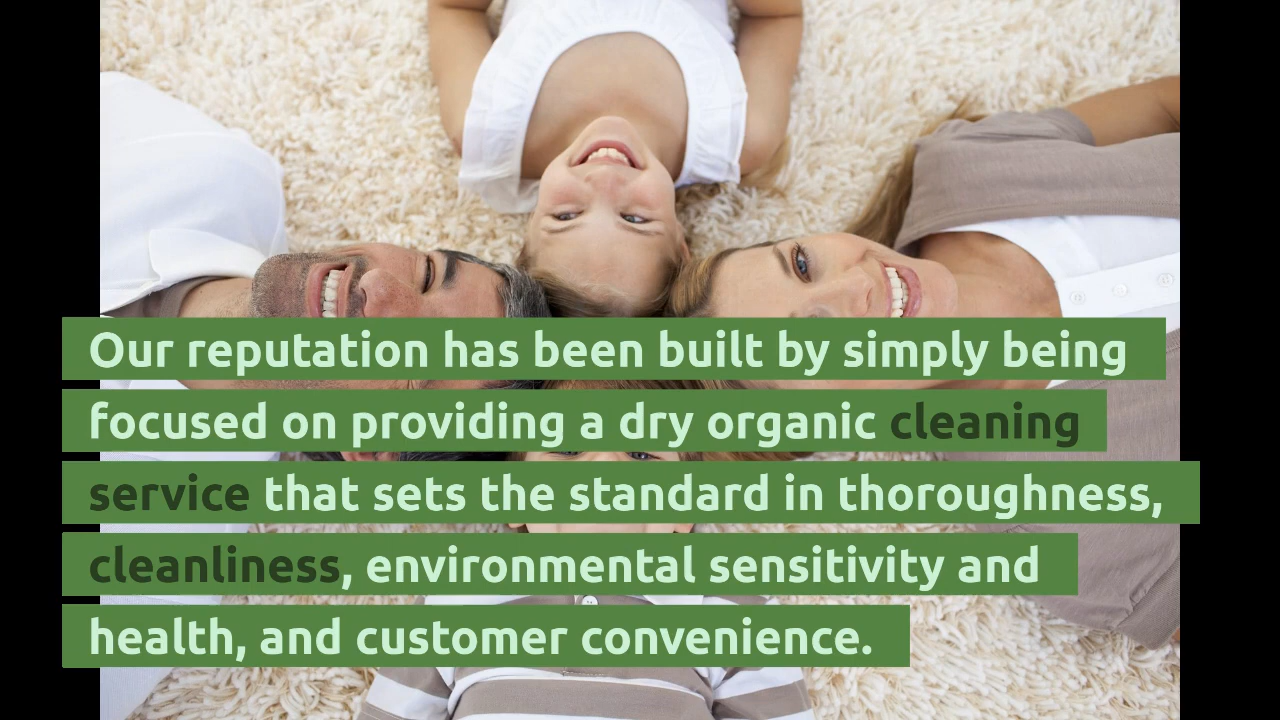 Our reputation has been built by simply being
focused on providing a dry organic cleaning
service that sets the standard in thoroughness,
cleanliness, environmental sensitivity and
health, and customer convenience.